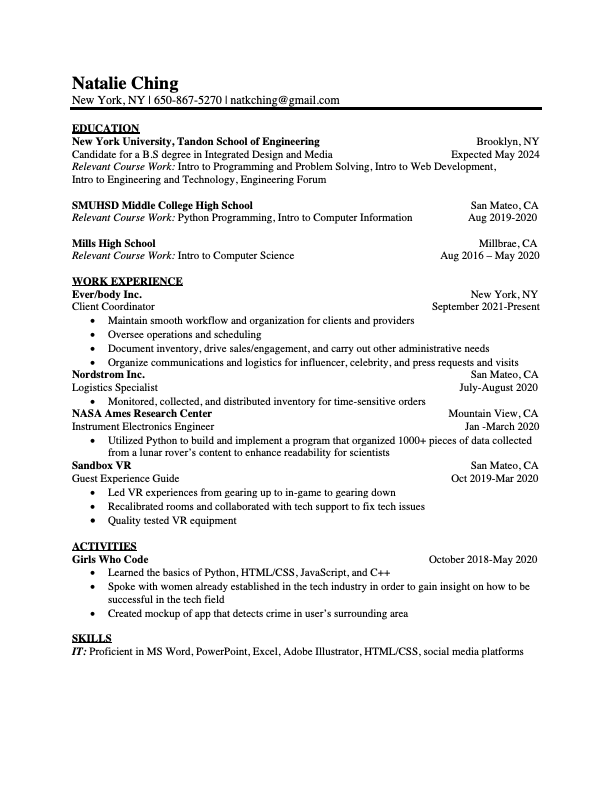 Natalie Ching
New York, NY | 650-867-5270 | natkching@gmail.com
EDUCATION
New York University, Tandon School of Engineering Brooklyn, NY
Candidate for a B.S degree in Integrated Design and Media Expected May 2024
Relevant Course Work: Intro to Programming and Problem Solving, Intro to Web Development,
Intro to Engineering and Technology, Engineering Forum
SMUHSD Middle College High School San Mateo, CA
Relevant Course Work: Python Programming, Intro to Computer Information Aug 2019-2020
Mills High School Millbrae, CA
Relevant Course Work: Intro to Computer Science Aug 2016 – May 2020
WORK EXPERIENCE
Ever/body Inc. New York, NY
Client Coordinator September 2021-Present
• Maintain smooth workflow and organization for clients and providers
• Oversee operations and scheduling
• Document inventory, drive sales/engagement, and carry out other administrative needs
• Organize communications and logistics for influencer, celebrity, and press requests and visits
Nordstrom Inc. San Mateo, CA
Logistics Specialist July-August 2020
• Monitored, collected, and distributed inventory for time-sensitive orders
NASA Ames Research Center Mountain View, CA
Instrument Electronics Engineer Jan -March 2020
• Utilized Python to build and implement a program that organized 1000+ pieces of data collected
from a lunar rover's content to enhance readability for scientists
Sandbox VR San Mateo, CA
Guest Experience Guide Oct 2019-Mar 2020
• Led VR experiences from gearing up to in-game to gearing down
• Recalibrated rooms and collaborated with tech support to fix tech issues
• Quality tested VR equipment
ACTIVITIES
Girls Who Code October 2018-May 2020
• Learned the basics of Python, HTML/CSS, JavaScript, and C++
• Spoke with women already established in the tech industry in order to gain insight on how to be
successful in the tech field
• Created mockup of app that detects crime in user's surrounding area
SKILLS
IT: Proficient in MS Word, PowerPoint, Excel, Adobe Illustrator, HTML/CSS, social media platforms